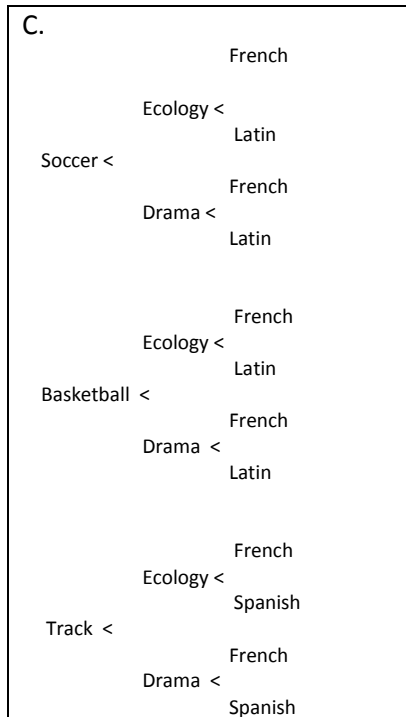 C.
French
Ecology <
Latin
Soccer <
French
Drama <
Latin
French
Ecology <
Latin
Basketball <
French
Drama <
Latin
French
Ecology <
Spanish
Track <
French
Drama <
Spanish